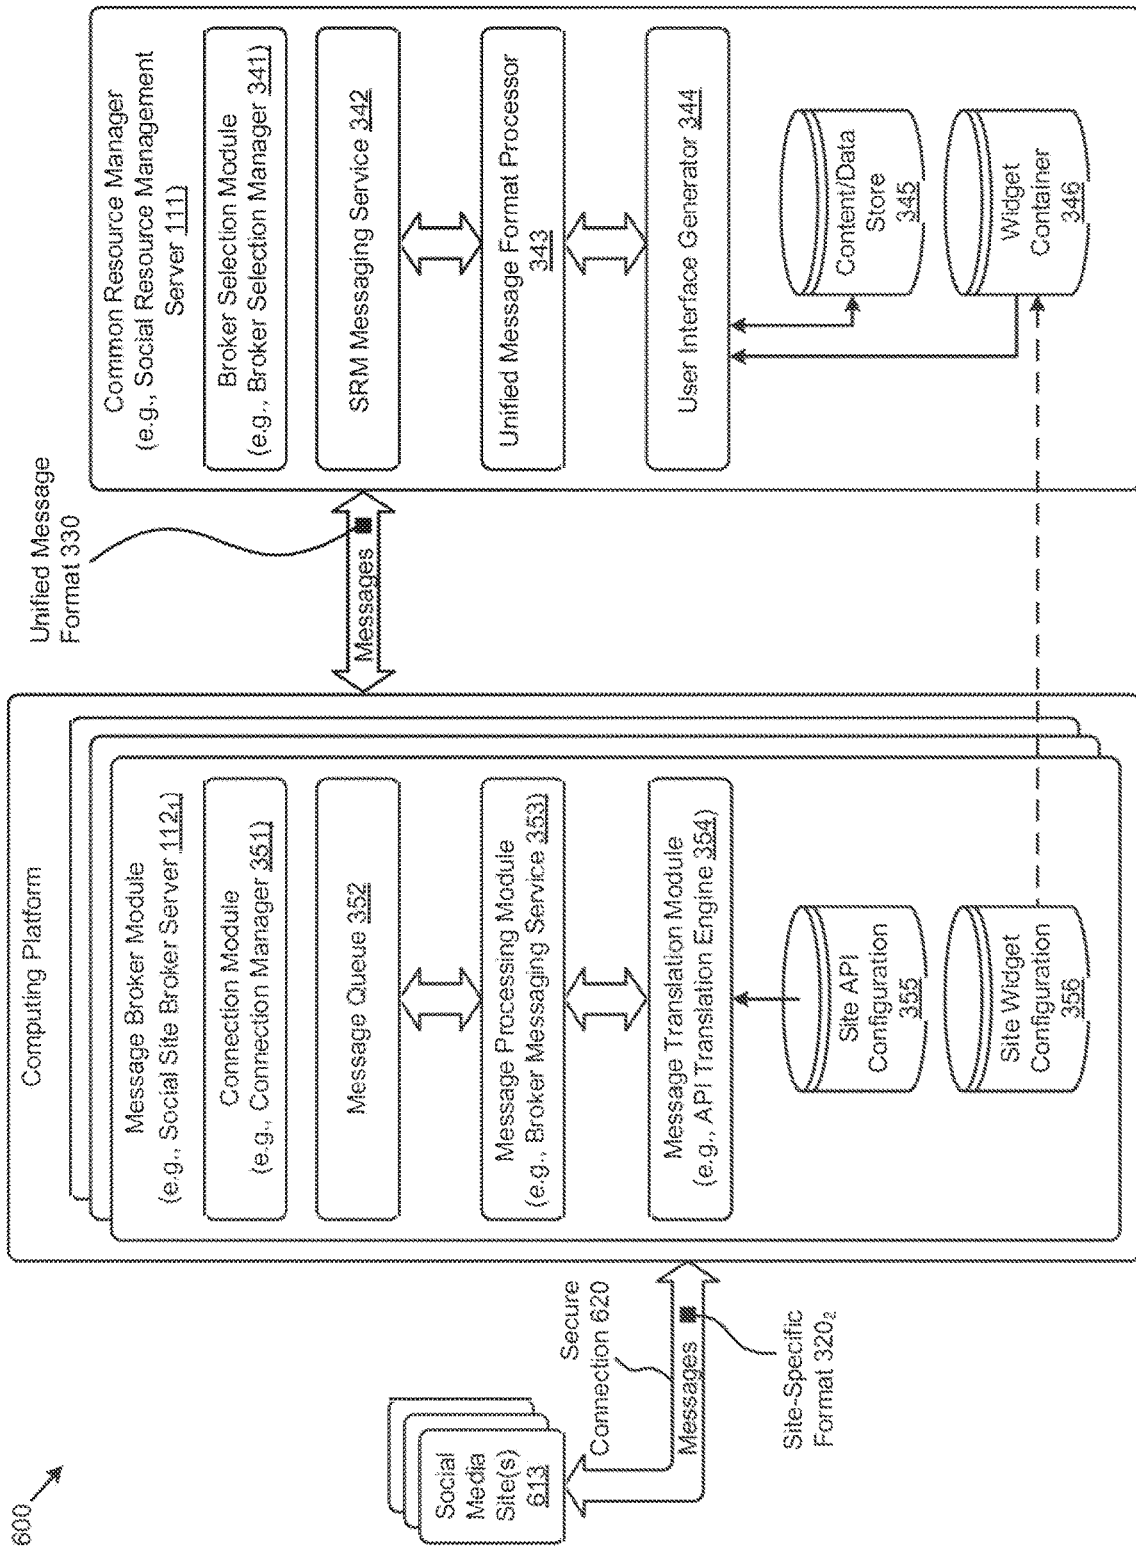 600
Social
Media
Site(s)
613
Secure
Connection 620
Messages
Site-Specific
Format 320₂
Computing Platform
Message Broker Module
(e.g., Social Site Broker Server 112₁)
Connection Module
(e.g., Connection Manager 351)
Message Queue 352
Message Processing Module
(e.g., Broker Messaging Service 353)
Message Translation Module
(e.g., API Translation Engine 354)
Site API
Configuration
355
Site Widget
Configuration
356
Unified Message
Format 330
Messages
Common Resource Manager
(e.g., Social Resource Management
Server 111)
Broker Selection Module
(e.g., Broker Selection Manager 341)
SRM Messaging Service 342
Unified Message Format Processor
343
User Interface Generator 344
Content/Data
Store
345
Widget
Container
346